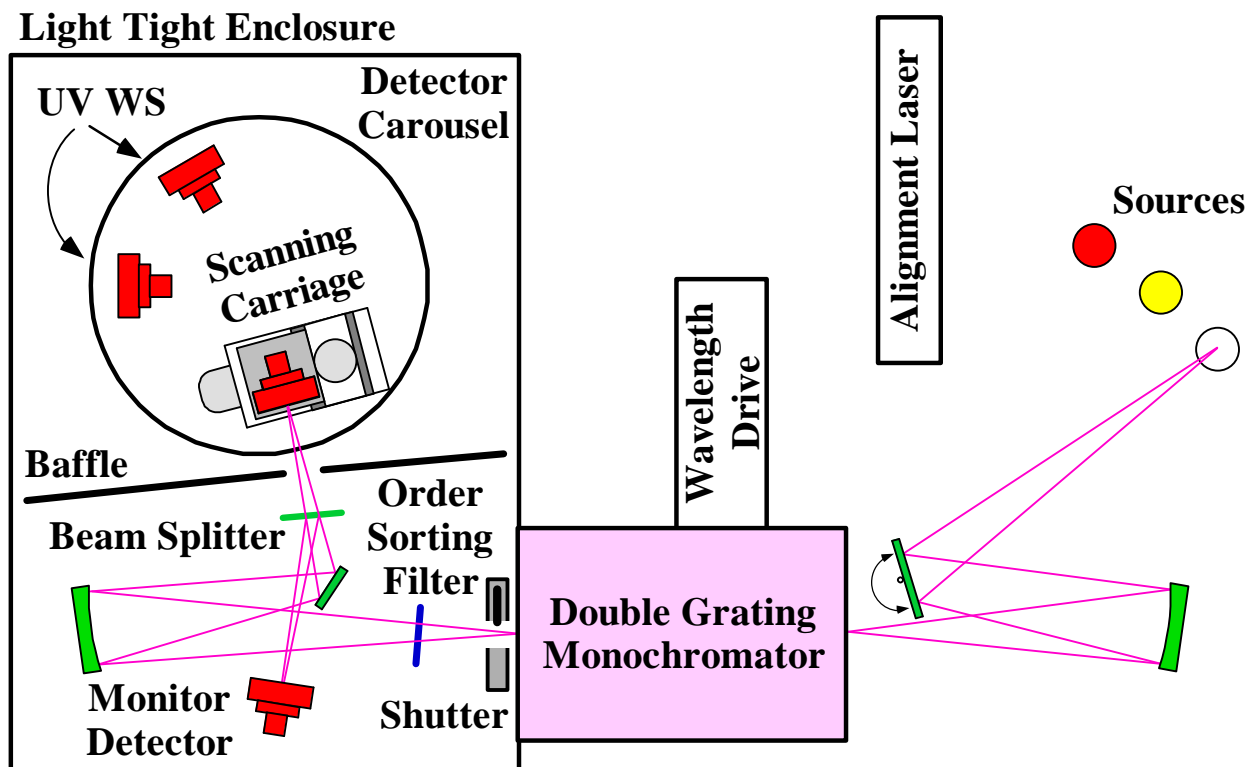 Light Tight Enclosure
UV WS
Detector
Carousel
Scanning
Carriage
Baffle
Beam Splitter
Order
Sorting
Filter
Monitor
Detector
Shutter
Double Grating
Monochromator
Wavelength
Drive
Alignment Laser
Sources